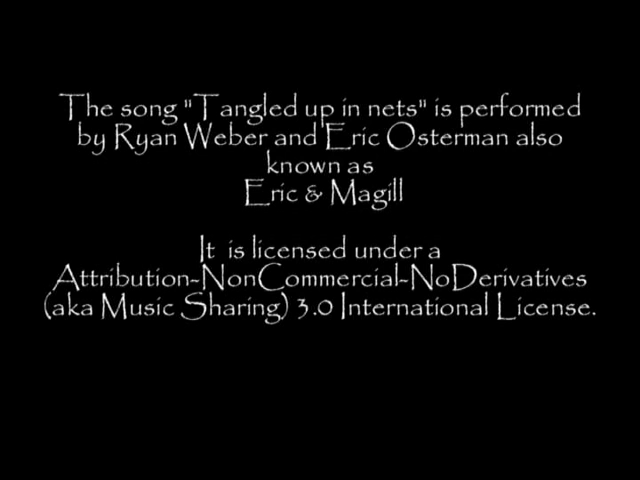 The song "Tangled up in nets" is performed
by Ryan Weber and Eric Osterman also
known as
Eric & Magill
It is licensed under a
Attribution-NonCommercial-NoDerivatives
(aka Music Sharing) 3.0 International License.